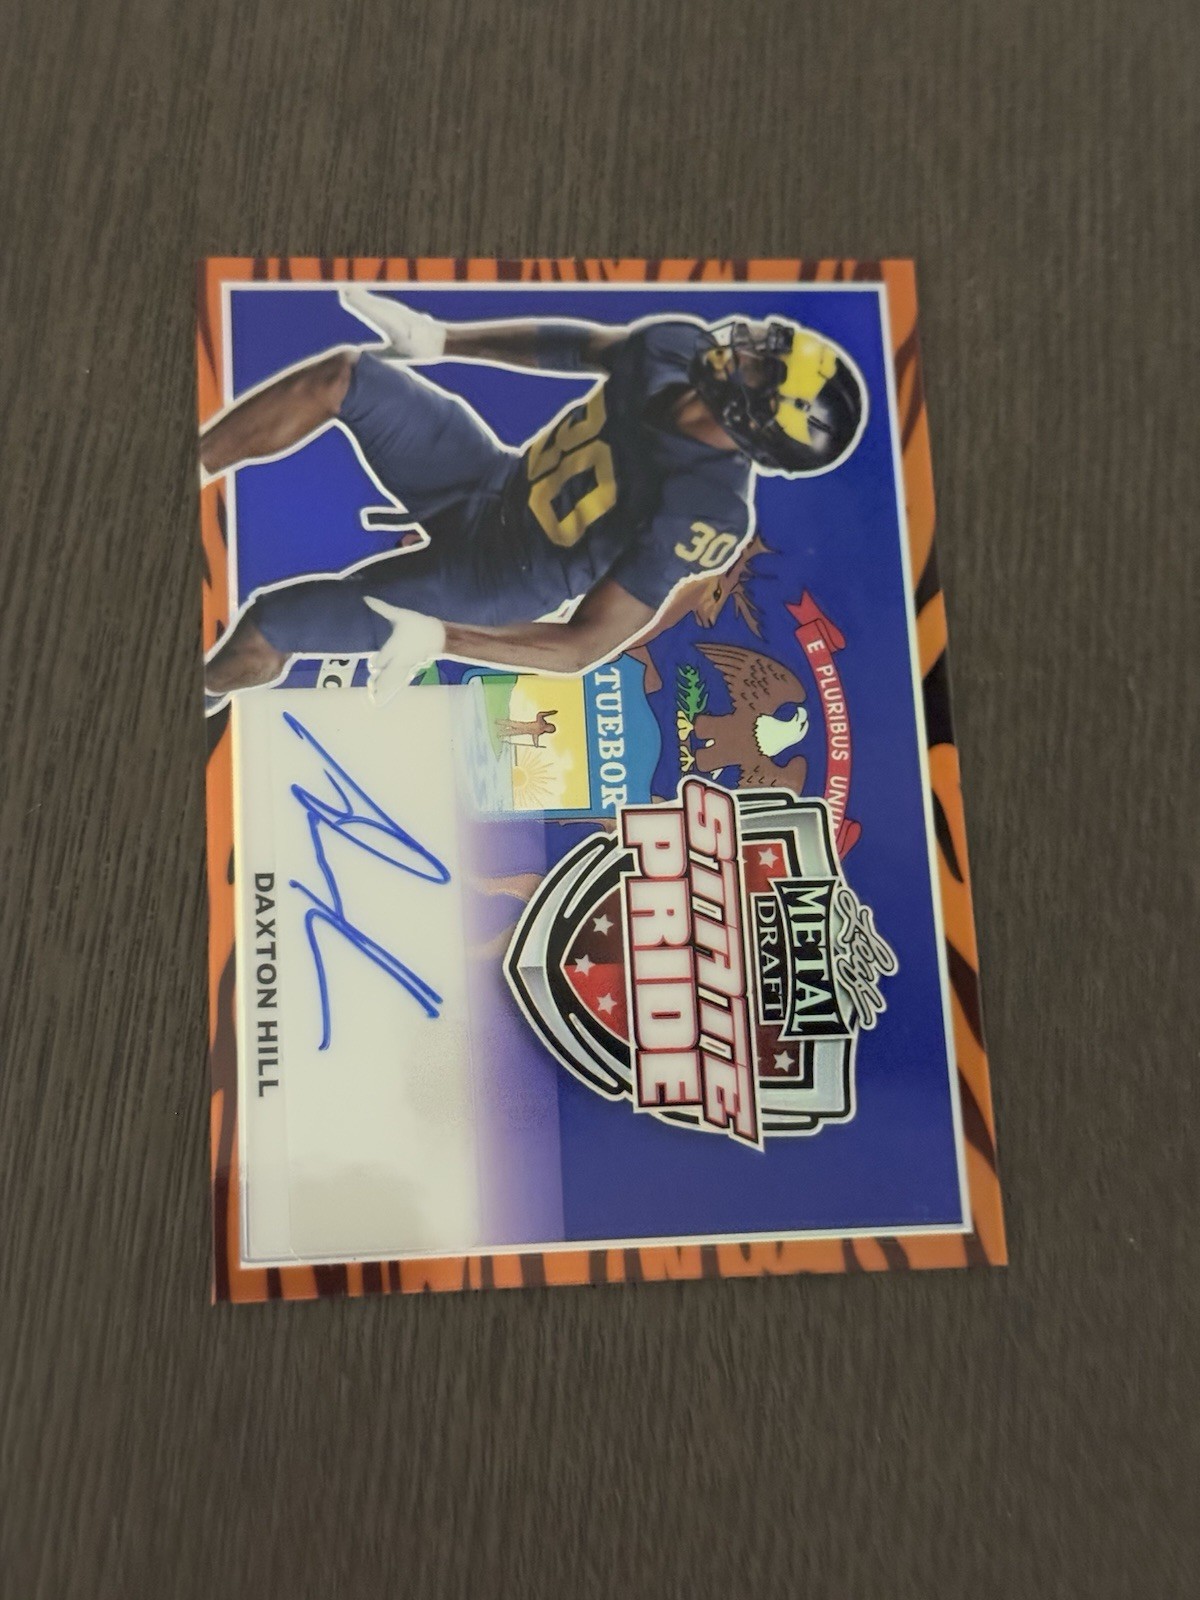 30
30
E PLURIBUS UNUM
TUEBOR
Leaf
METAL
DRAFT
STATE
PRIDE
DAXTON HILL